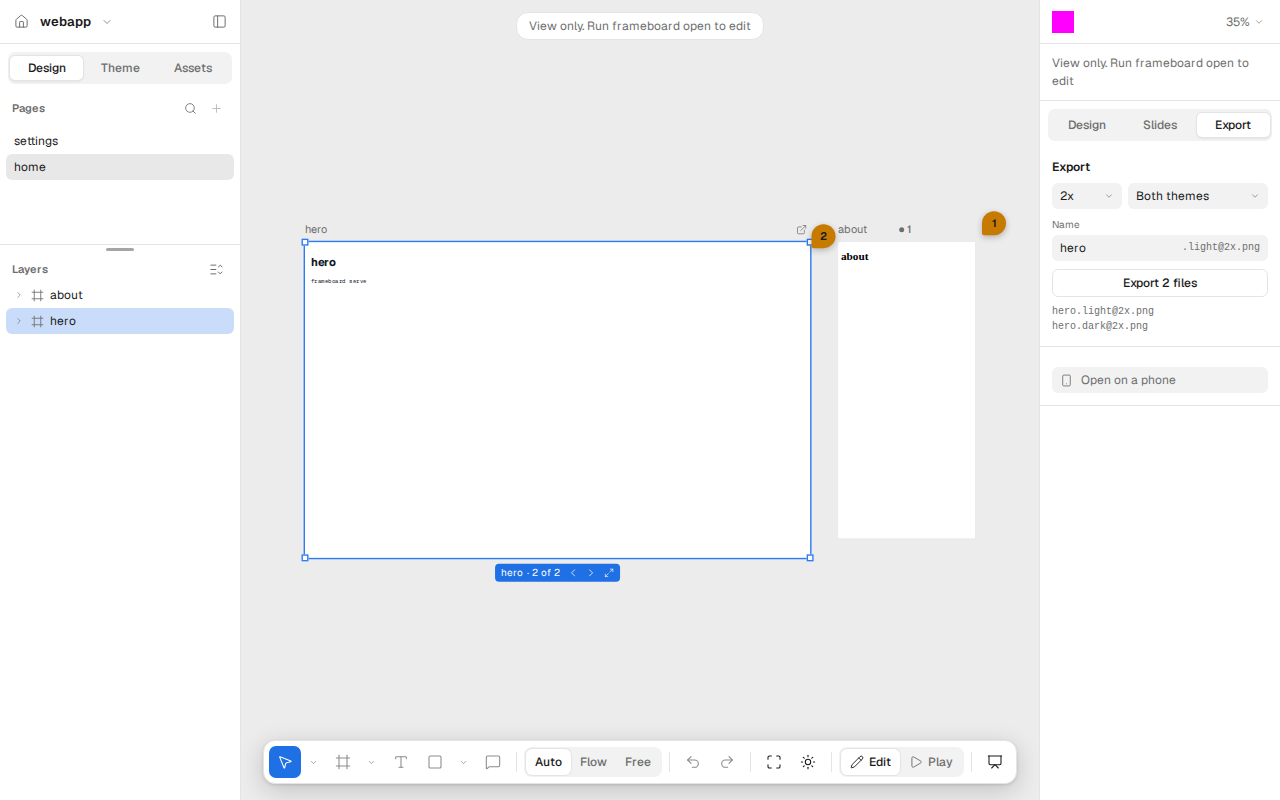 webapp
View only. Run frameboard open to edit
35%
Design
Theme
Assets
View only. Run frameboard open to
edit
Pages
Design
Slides
Export
settings
home
Export
2x
Both themes
Name
hero
.light@2x.png
Export 2 files
hero.light@2x.png
hero.dark@2x.png
Open on a phone
Layers
about
hero
hero
2
about
1
1
hero
frameboard serve
about
hero · 2 of 2
Auto
Flow
Free
Edit
Play